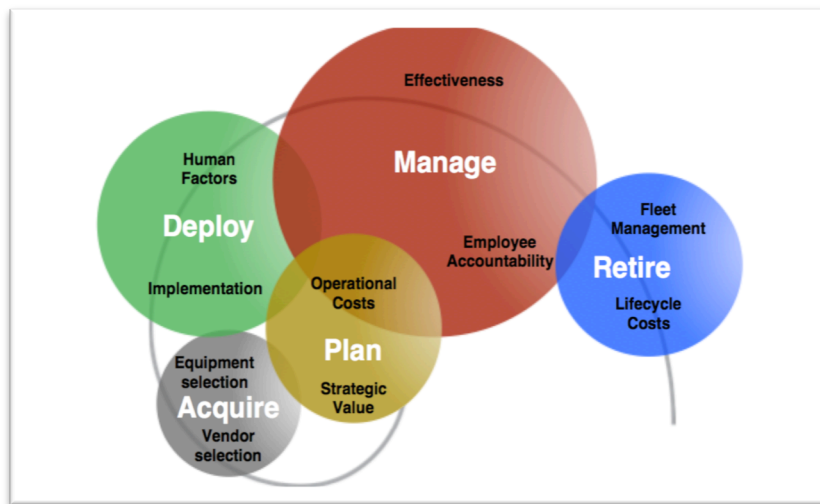 Effectiveness
Human
Factors
Manage
Deploy
Fleet
Management
Employee
Accountability
Retire
Implementation
Operational
Costs
Lifecycle
Costs
Plan
Equipment
selection
Strategic
Value
Acquire
Vendor
selection